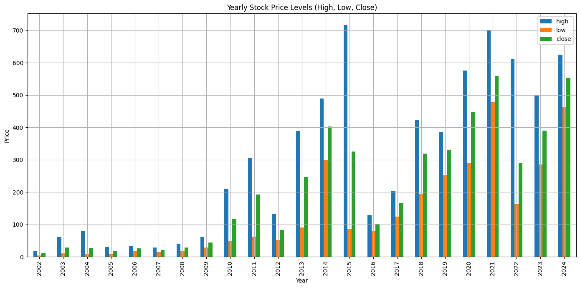 Yearly Stock Price Levels (High, Low, Close)
high
low
close
Price
700
600
500
400
300
200
100
0
2002 2003 2004 2005 2006 2007 2008 2009 2010 2011 2012 2013 2014 2015 2016 2017 2018 2019 2020 2021 2022 2023 2024
Year